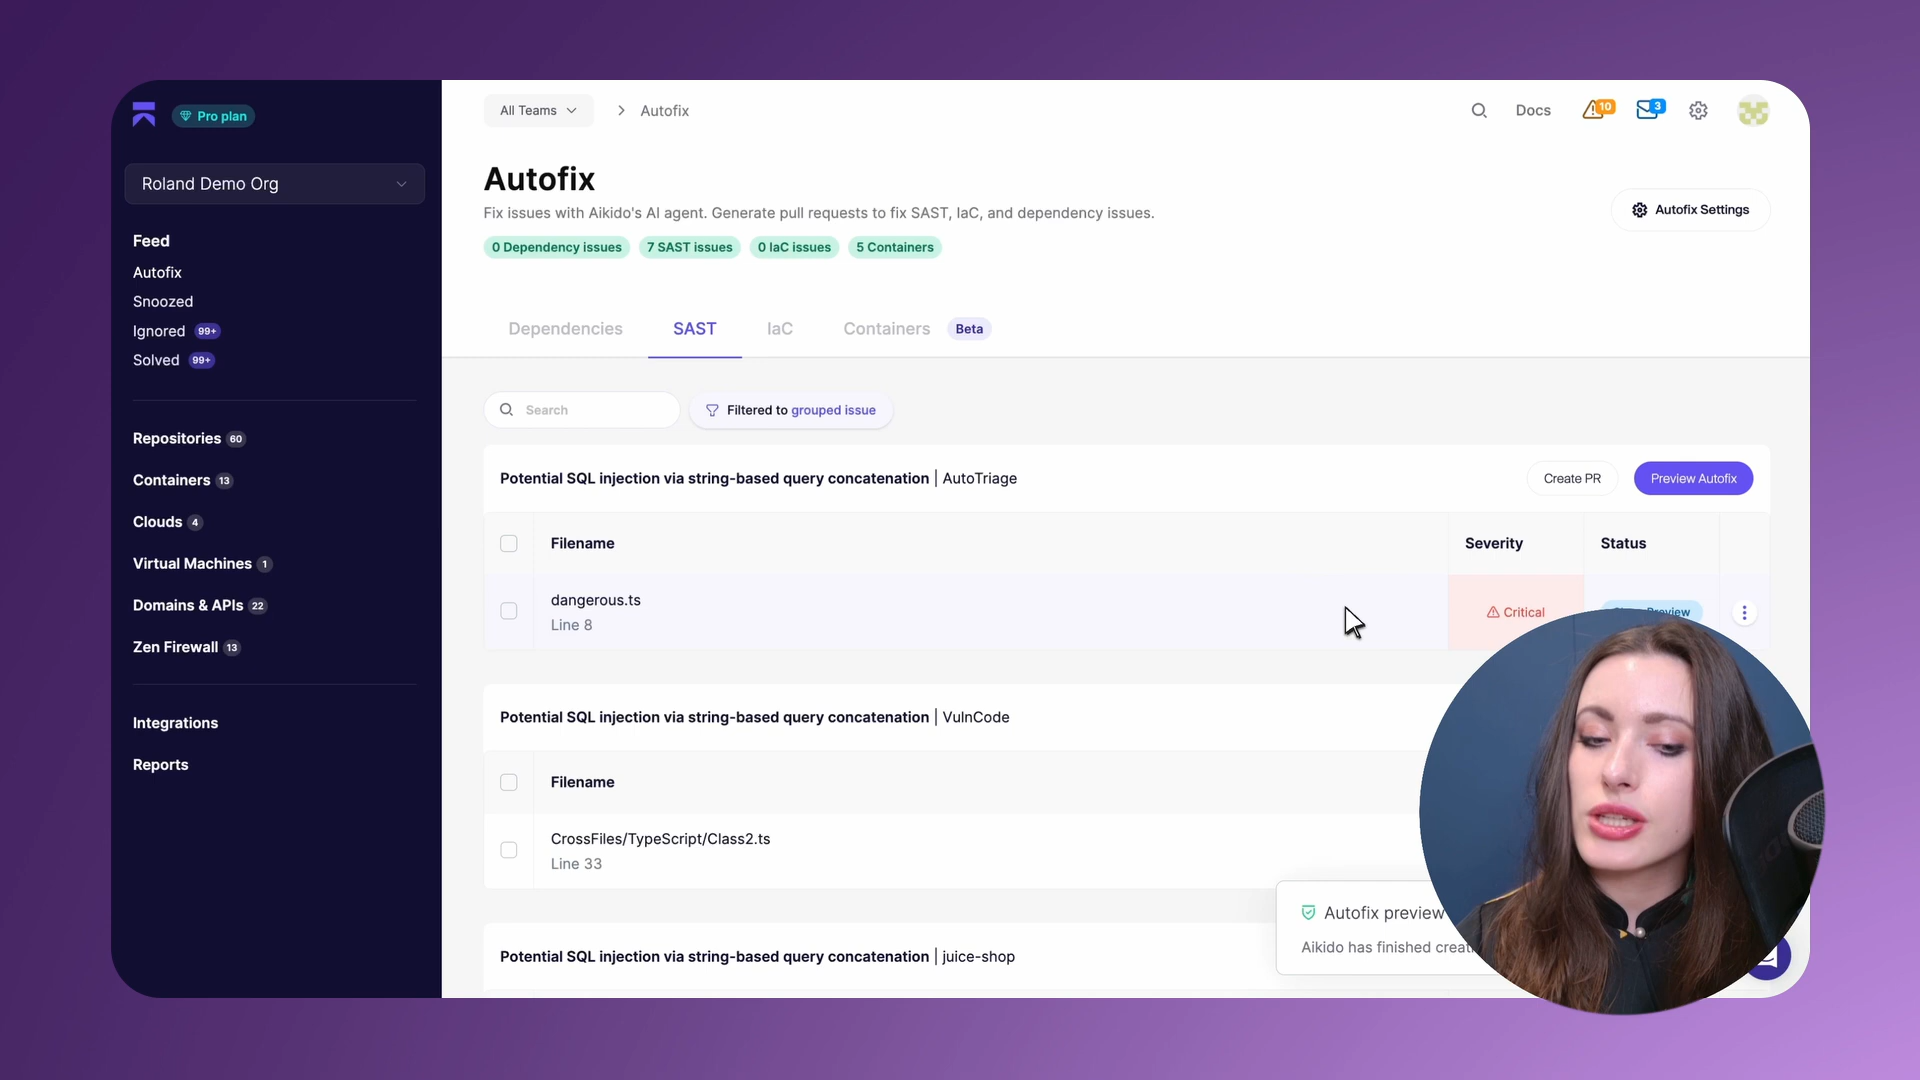 Pro plan
Roland Demo Org
Feed
Autofix
Snoozed
Ignored 99+
Solved 99+
Repositories 60
Containers 13
Clouds 4
Virtual Machines 1
Domains & APIs 22
Zen Firewall 13
Integrations
Reports
All Teams > Autofix
Docs 10 3
Autofix
Fix issues with Aikido's AI agent. Generate pull requests to fix SAST, IaC, and dependency issues.
Autofix Settings
0 Dependency issues 7 SAST issues 0 IaC issues 5 Containers
Dependencies SAST IaC Containers Beta
Search Filtered to grouped issue
Potential SQL injection via string-based query concatenation | AutoTriage Create PR Preview Autofix
Filename Severity Status
dangerous.ts
Line 8
Critical Preview
Potential SQL injection via string-based query concatenation | VulnCode
Filename
CrossFiles/TypeScript/Class2.ts
Line 33
Autofix preview
Aikido has finished
Potential SQL injection via string-based query concatenation | juice-shop